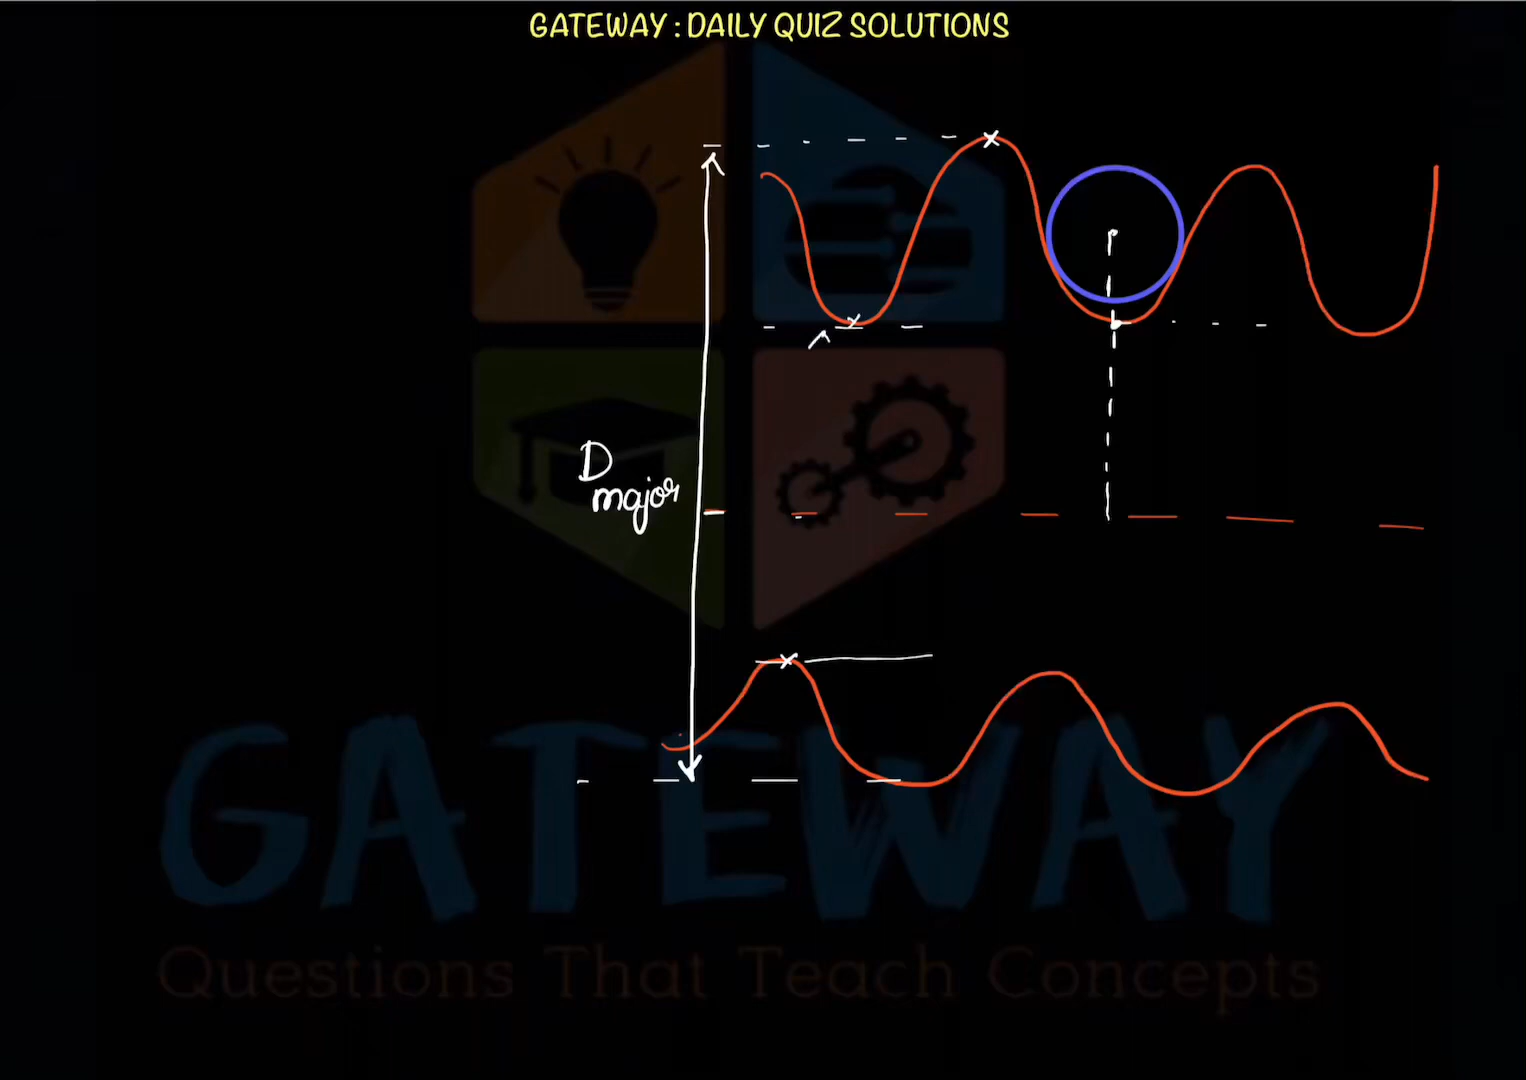 GATEWAY : DAILY QUIZ SOLUTIONS
D
major
GATEWAY
Questions That Teach Concepts